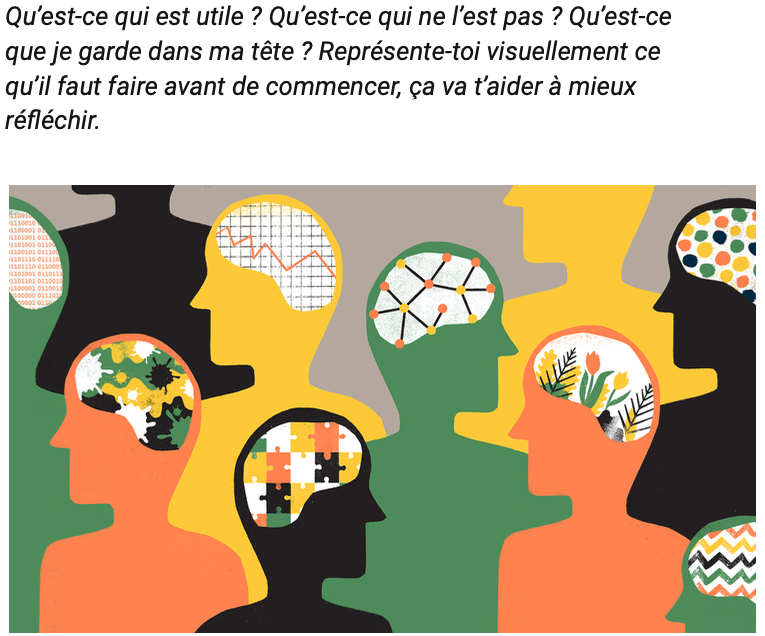 Qu’est-ce qui est utile ? Qu’est-ce qui ne l’est pas ? Qu’est-ce
que je garde dans ma tête ? Représente-toi visuellement ce
qu’il faut faire avant de commencer, ça va t’aider à mieux
réfléchir.